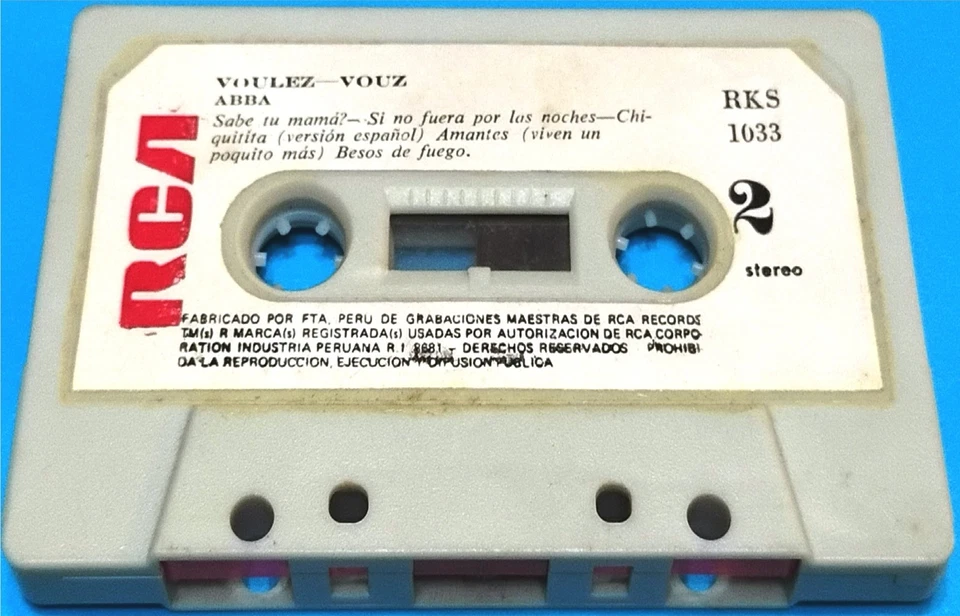 VOULEZ—VOUZ
ABBA
Sabe tu mamá?— Si no fuera por las noches—Chi-
quitita (versión español) Amantes (viven un
poquito más) Besos de fuego.
RKS
1033
RCA
2
stereo
FABRICADO POR FTA, PERU DE GRABACIONES MAESTRAS DE RCA RECORDS
TM(s) R MARCA(s) REGISTRADA(s) USADAS POR AUTORIZACION DE RCA CORPO-
RATION INDUSTRIA PERUANA R.I. 8681 - DERECHOS RESERVADOS PROHIBI
DA LA REPRODUCCION, EJECUCION Y DIFUSION PUBLICA